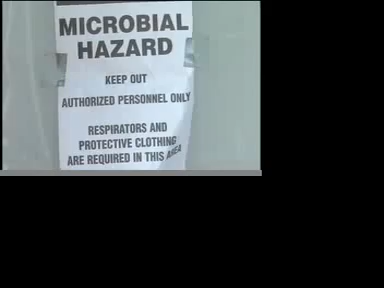 MICROBIAL
HAZARD
KEEP OUT
AUTHORIZED PERSONNEL ONLY
RESPIRATORS AND
PROTECTIVE CLOTHING
ARE REQUIRED IN THIS AREA